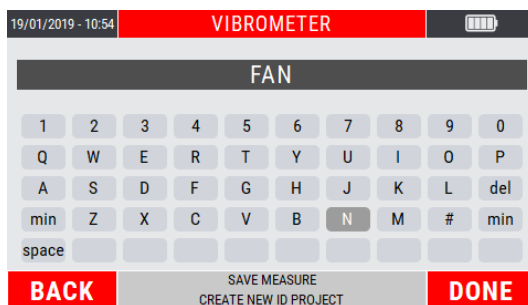 19/01/2019 - 10:54 VIBROMETER
FAN
1 2 3 4 5 6 7 8 9 0
Q W E R T Y U I O P
A S D F G H J K L del
min Z X C V B N M # min
space
BACK SAVE MEASURE DONE
CREATE NEW ID PROJECT